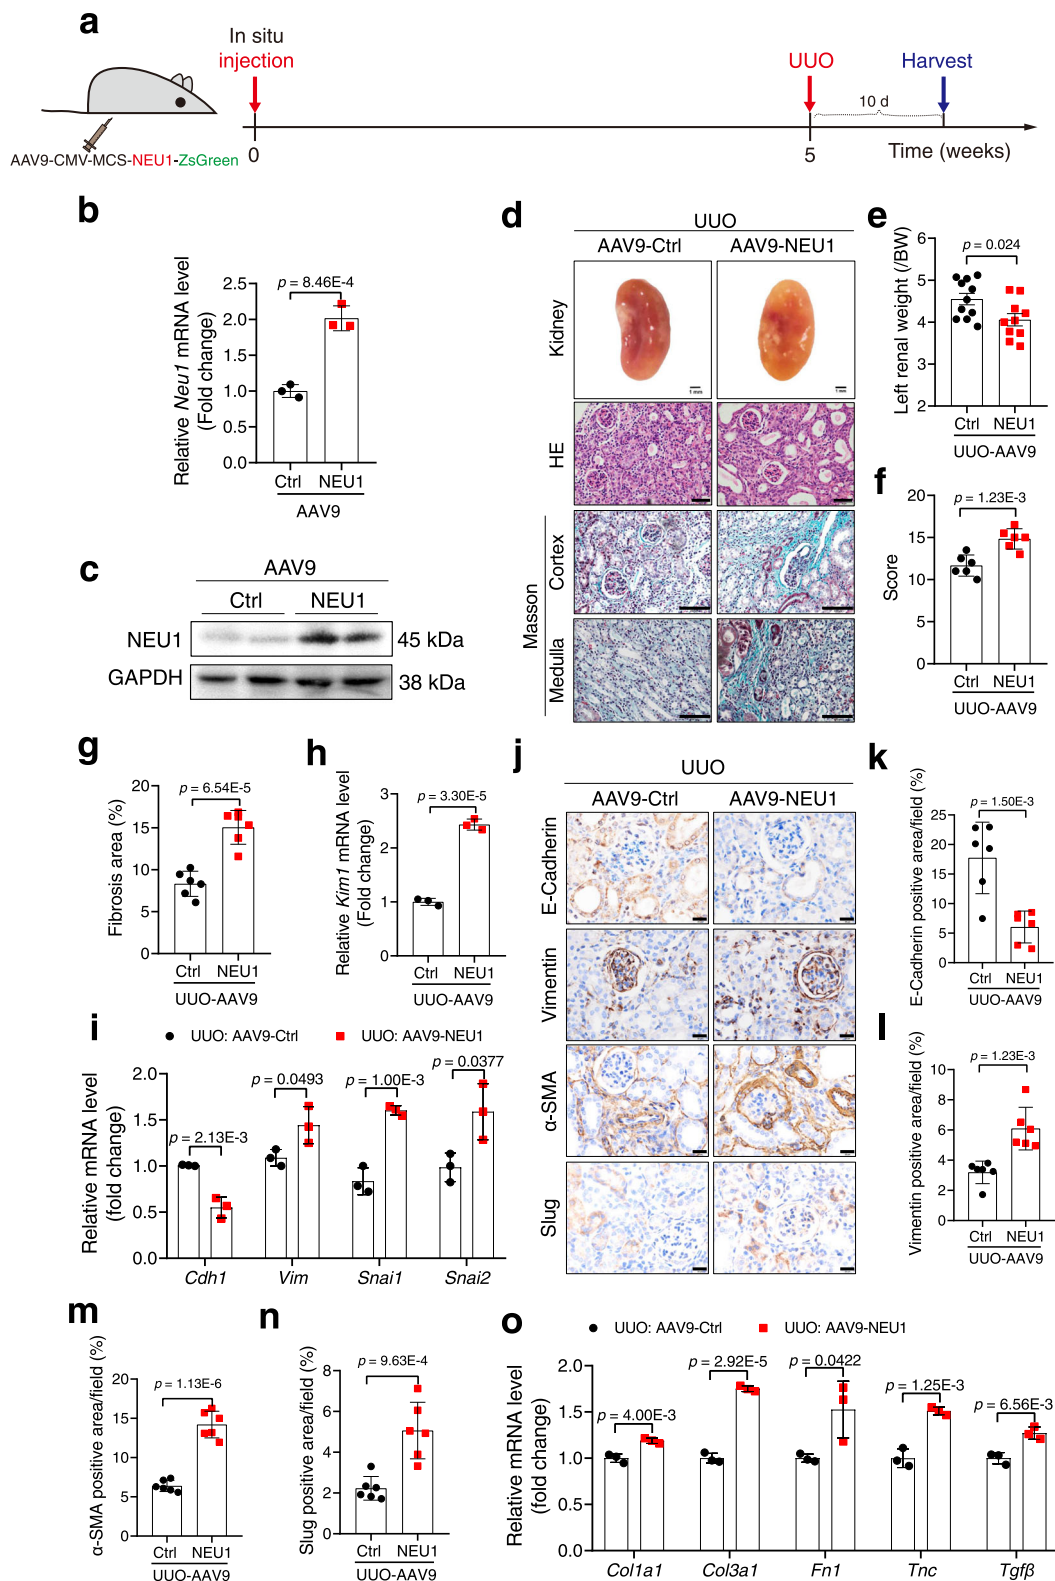 a
In situ
injection
UUO
Harvest
10 d
AAV9-CMV-MCS-NEU1-ZsGreen
0
5
Time (weeks)
b
Relative Neu1 mRNA level
(Fold change)
2.5
2.0
1.5
1.0
0.5
0.0
p = 8.46E-4
Ctrl
NEU1
AAV9
c
AAV9
Ctrl
NEU1
NEU1
45 kDa
GAPDH
38 kDa
d
UUO
AAV9-Ctrl
AAV9-NEU1
Kidney
1 mm
1 mm
HE
Masson
Cortex
Medulla
e
Left renal weight (/BW)
6
5
4
3
2
p = 0.024
Ctrl
NEU1
UUO-AAV9
f
Score
20
15
10
5
0
p = 1.23E-3
Ctrl
NEU1
UUO-AAV9
g
Fibrosis area (%)
20
15
10
5
0
p = 6.54E-5
Ctrl
NEU1
UUO-AAV9
h
Relative Kim1 mRNA level
(Fold change)
3
2
1
0
p = 3.30E-5
Ctrl
NEU1
UUO-AAV9
i
UUO: AAV9-Ctrl
UUO: AAV9-NEU1
Relative mRNA level
(fold change)
2.0
1.5
1.0
0.5
0.0
p = 2.13E-3
p = 0.0493
p = 1.00E-3
p = 0.0377
Cdh1
Vim
Snai1
Snai2
j
UUO
AAV9-Ctrl
AAV9-NEU1
E-Cadherin
Vimentin
α-SMA
Slug
k
E-Cadherin positive area/field (%)
25
20
15
10
5
0
p = 1.50E-3
Ctrl
NEU1
UUO-AAV9
l
Vimentin positive area/field (%)
10
8
6
4
2
0
p = 1.23E-3
Ctrl
NEU1
UUO-AAV9
m
α-SMA positive area/field (%)
20
15
10
5
0
p = 1.13E-6
Ctrl
NEU1
UUO-AAV9
n
Slug positive area/field (%)
8
6
4
2
0
p = 9.63E-4
Ctrl
NEU1
UUO-AAV9
o
UUO: AAV9-Ctrl
UUO: AAV9-NEU1
Relative mRNA level
(fold change)
2.0
1.5
1.0
0.5
0.0
p = 4.00E-3
p = 2.92E-5
p = 0.0422
p = 1.25E-3
p = 6.56E-3
Col1a1
Col3a1
Fn1
Tnc
Tgfβ